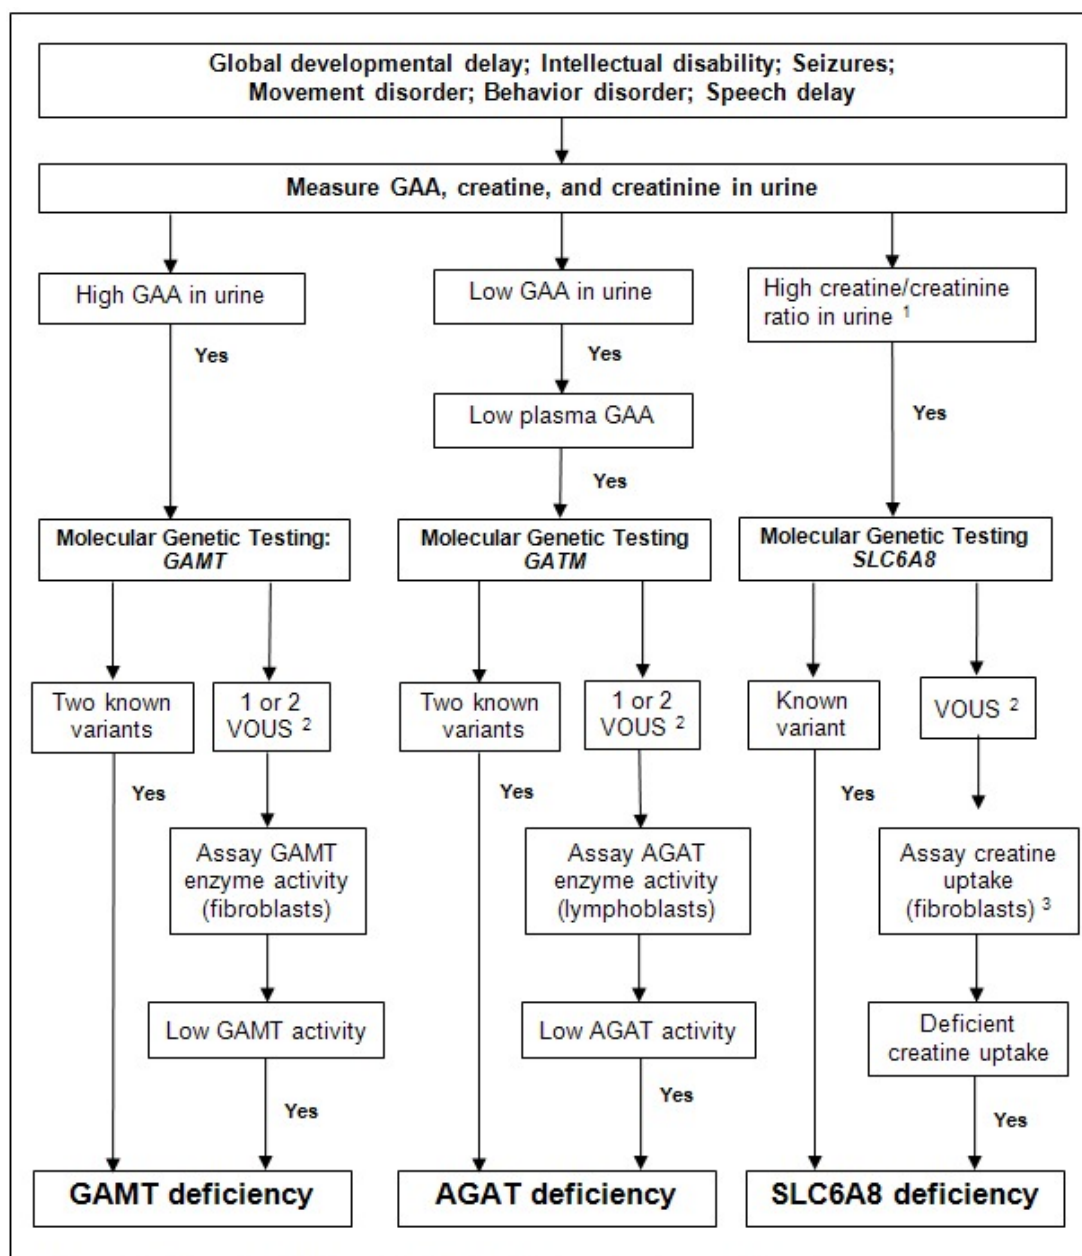 Global developmental delay; Intellectual disability; Seizures;
Movement disorder; Behavior disorder; Speech delay
Measure GAA, creatine, and creatinine in urine
High GAA in urine
Low GAA in urine
High creatine/creatinine
ratio in urine 1
Yes
Yes
Yes
Low plasma GAA
Yes
Molecular Genetic Testing:
GAMT
Molecular Genetic Testing
GATM
Molecular Genetic Testing
SLC6A8
Two known
variants
1 or 2
VOUS 2
Two known
variants
1 or 2
VOUS 2
Known
variant
VOUS 2
Yes
Yes
Yes
Assay GAMT
enzyme activity
(fibroblasts)
Assay AGAT
enzyme activity
(lymphoblasts)
Assay creatine
uptake
(fibroblasts) 3
Low GAMT activity
Low AGAT activity
Deficient
creatine uptake
Yes
Yes
Yes
GAMT deficiency
AGAT deficiency
SLC6A8 deficiency